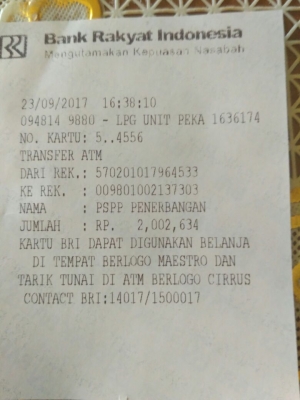 BRI Bank Rakyat Indonesia
Mengutamakan Kepuasan Nasabah
23/09/2017 16:38:10
094814 9880 - LPG UNIT PEKA 1636174
NO. KARTU: 5..4556
TRANSFER ATM
DARI REK.: 570201017964533
KE REK. : 009801002137303
NAMA : PSPP PENERBANGAN
JUMLAH : RP. 2,002,634
KARTU BRI DAPAT DIGUNAKAN BELANJA
DI TEMPAT BERLOGO MAESTRO DAN
TARIK TUNAI DI ATM BERLOGO CIRRUS
CONTACT BRI:14017/1500017